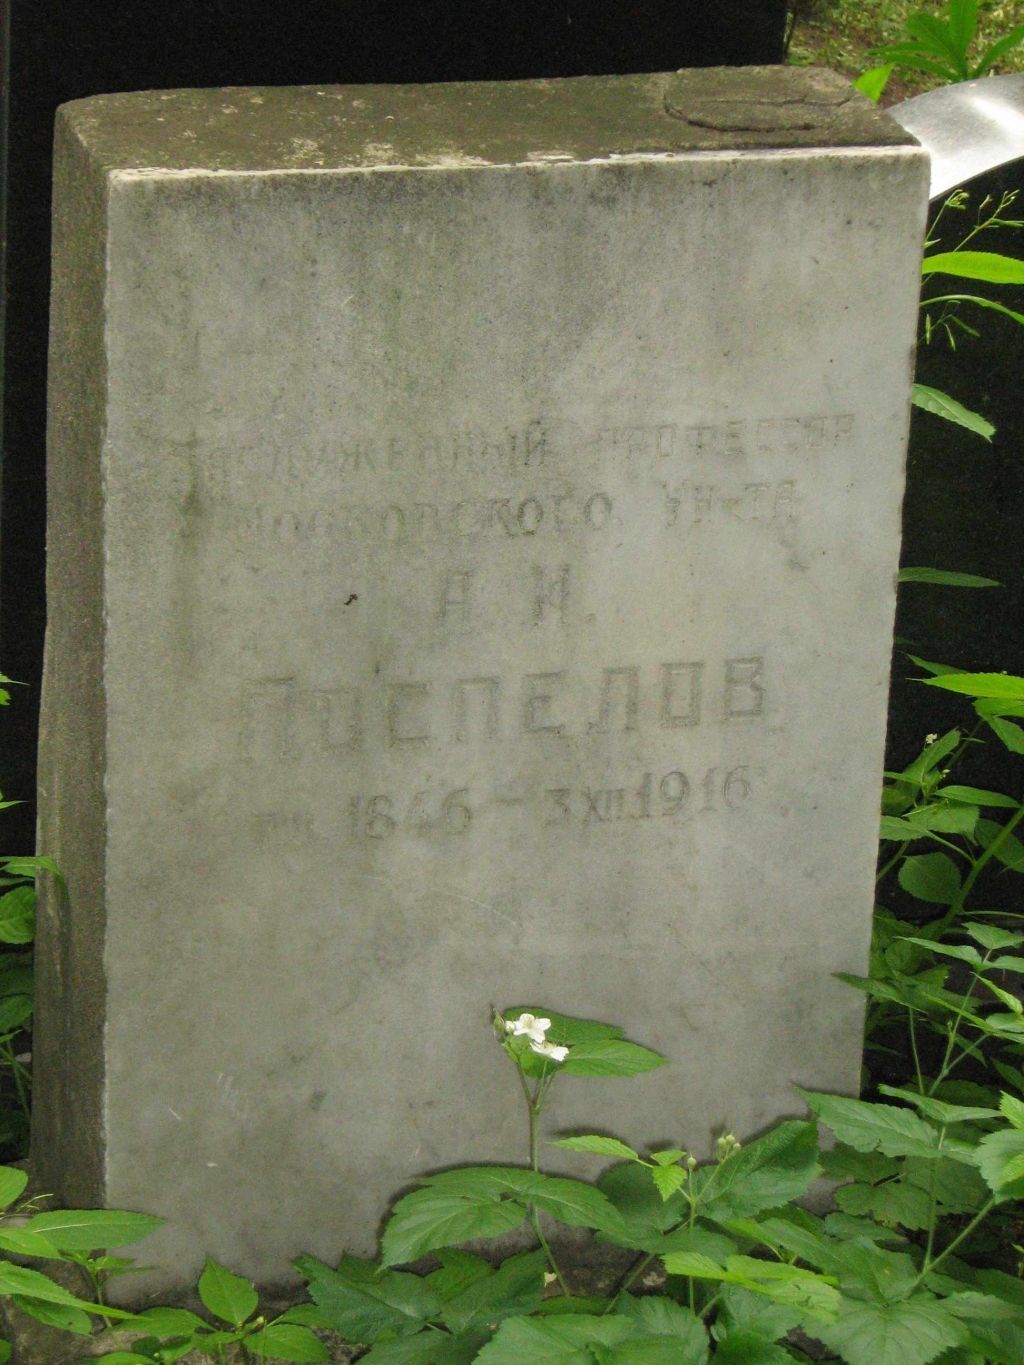 ЗАСЛУЖЕННЫЙ ПРОФЕССОР
МОСКОВСКОГО УН-ТА
А. И.
ПОСПЕЛОВ
1846 – 3 XII 1916